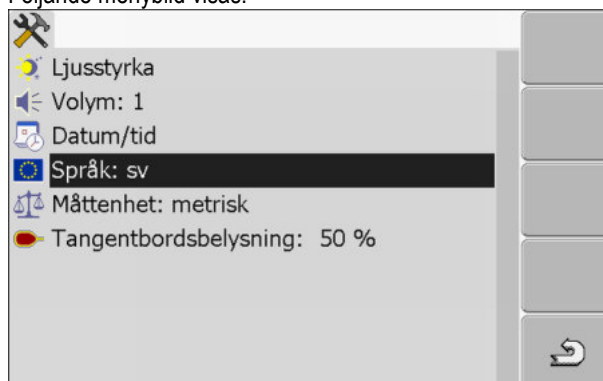 Följande menybild visas:
Ljusstyrka
Volym: 1
Datum/tid
Språk: sv
Måttenhet: metrisk
Tangentbordsbelysning: 50 %